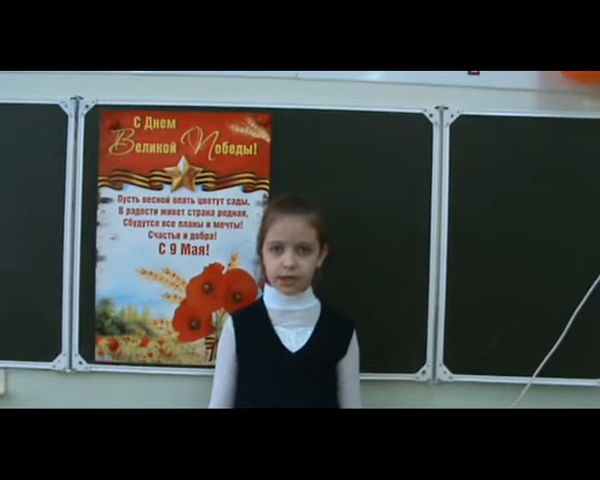 С Днем
Великой Победы!
Пусть весной опять цветут сады,
В радости живет страна родная,
Сбудутся все планы и мечты!
Счастья и добра!
С 9 Мая!